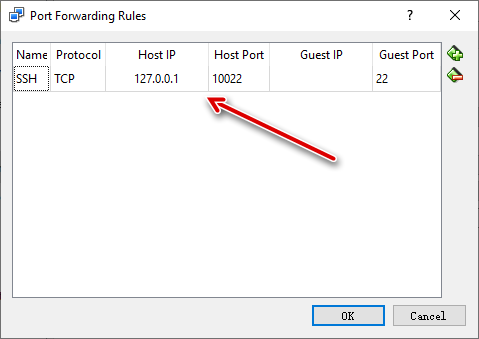 Port Forwarding Rules
Name Protocol Host IP Host Port Guest IP Guest Port
SSH TCP 127.0.0.1 10022 22
OK Cancel